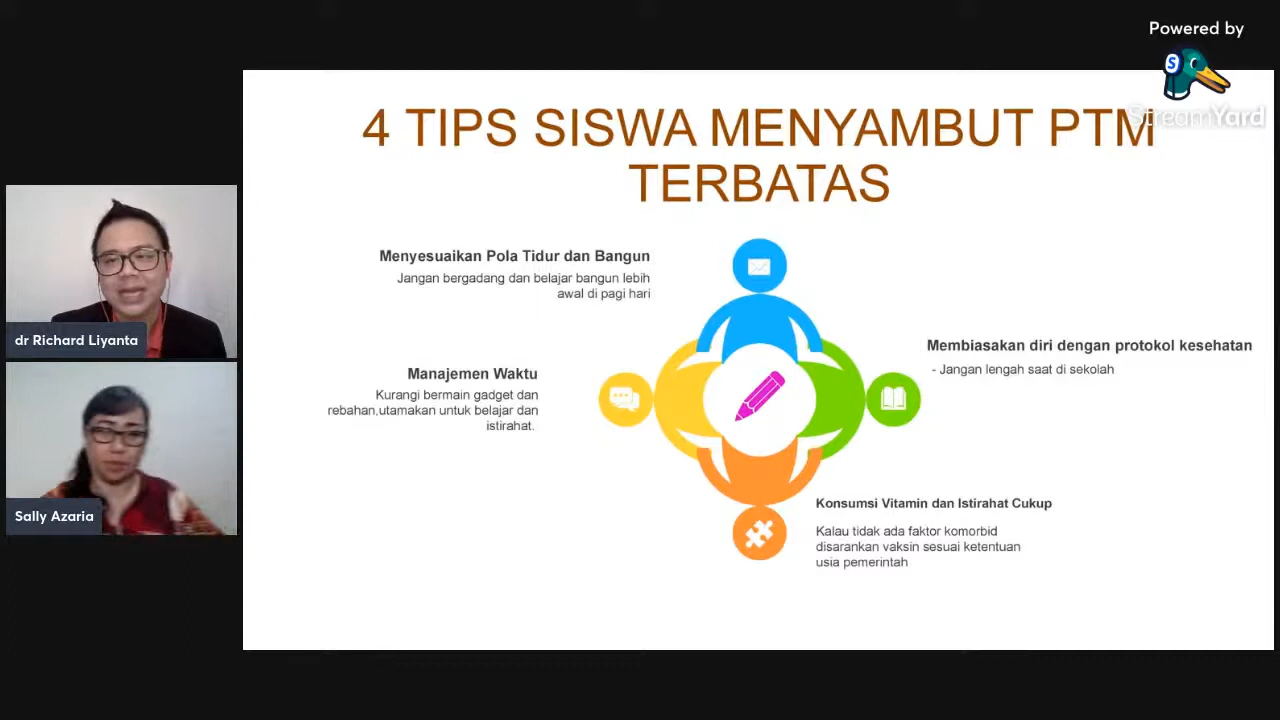 Powered by
StreamYard
4 TIPS SISWA MENYAMBUT PTM
TERBATAS
Menyesuaikan Pola Tidur dan Bangun
Jangan bergadang dan belajar bangun lebih
awal di pagi hari
Membiasakan diri dengan protokol kesehatan
- Jangan lengah saat di sekolah
Manajemen Waktu
Kurangi bermain gadget dan
rebahan,utamakan untuk belajar dan
istirahat.
Konsumsi Vitamin dan Istirahat Cukup
Kalau tidak ada faktor komorbid
disarankan vaksin sesuai ketentuan
usia pemerintah
dr Richard Liyanta
Sally Azaria